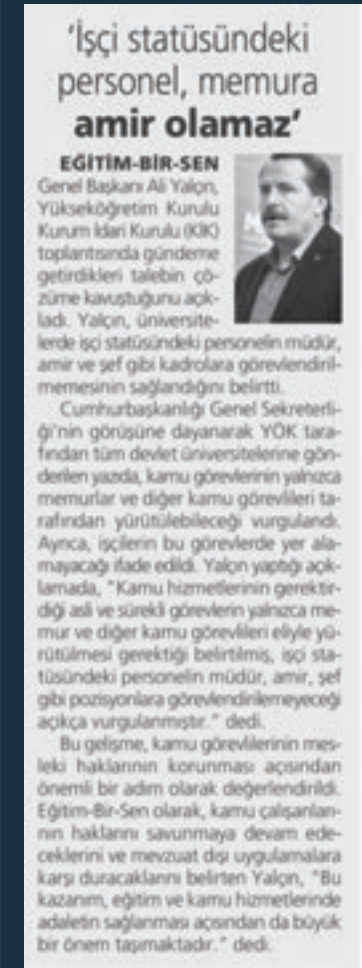 'İşçi statüsündeki
personel, memura
amir olamaz'
EĞİTİM-BİR-SEN
Genel Başkanı Ali Yalçın,
Yükseköğretim Kurulu
Kurum İdari Kurulu (KİK)
toplantısında gündeme
getirdikleri talebin çö-
züme kavuştuğunu açık-
ladı. Yalçın, üniversite-
lerde işçi statüsündeki personelin müdür,
amir ve şef gibi kadrolara görevlendiril-
memesinin sağlandığını belirtti.
Cumhurbaşkanlığı Genel Sekreterli-
ği'nin görüşüne dayanarak YÖK tara-
fından tüm devlet üniversitelerine gön-
derilen yazıda, kamu görevlerinin yalnızca
memurlar ve diğer kamu görevlileri ta-
rafından yürütülebileceği vurgulandı.
Ayrıca, işçilerin bu görevlerde yer ala-
mayacağı ifade edildi. Yalçın yaptığı açık-
lamada, "Kamu hizmetlerinin gerektir-
diği asli ve sürekli görevlerin yalnızca me-
mur ve diğer kamu görevlileri eliyle yü-
rütülmesi gerektiği belirtilmiş, işçi sta-
tüsündeki personelin müdür, amir, şef
gibi pozisyonlara görevlendirilemeyeceği
açıkça vurgulanmıştır." dedi.
Bu gelişme, kamu görevlilerinin mes-
leki haklarının korunması açısından
önemli bir adım olarak değerlendirildi.
Eğitim-Bir-Sen olarak, kamu çalışanları-
nın haklarını savunmaya devam ede-
ceklerini ve mevzuat dışı uygulamalara
karşı duracaklarını belirten Yalçın, "Bu
kazanım, eğitim ve kamu hizmetlerinde
adaletin sağlanması açısından da büyük
bir önem taşımaktadır." dedi.